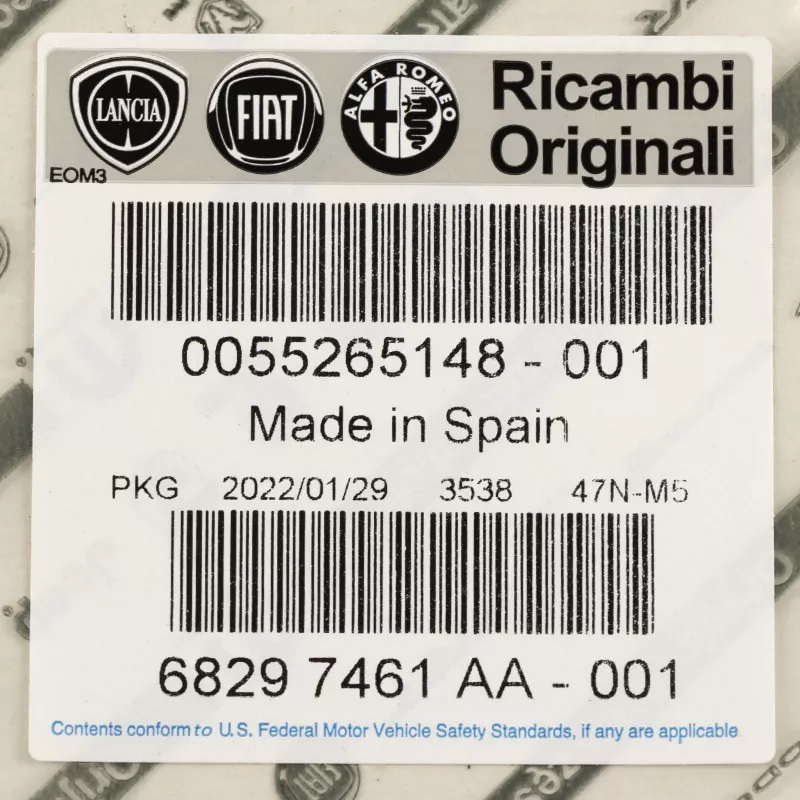 LANCIA
FIAT
ALFA ROMEO
Ricambi
Originali
EOM3
0055265148 - 001
Made in Spain
PKG 2022/01/29 3538 47N-M5
6829 7461 AA - 001
Contents conform to U.S. Federal Motor Vehicle Safety Standards, if any are applicable
FIAT